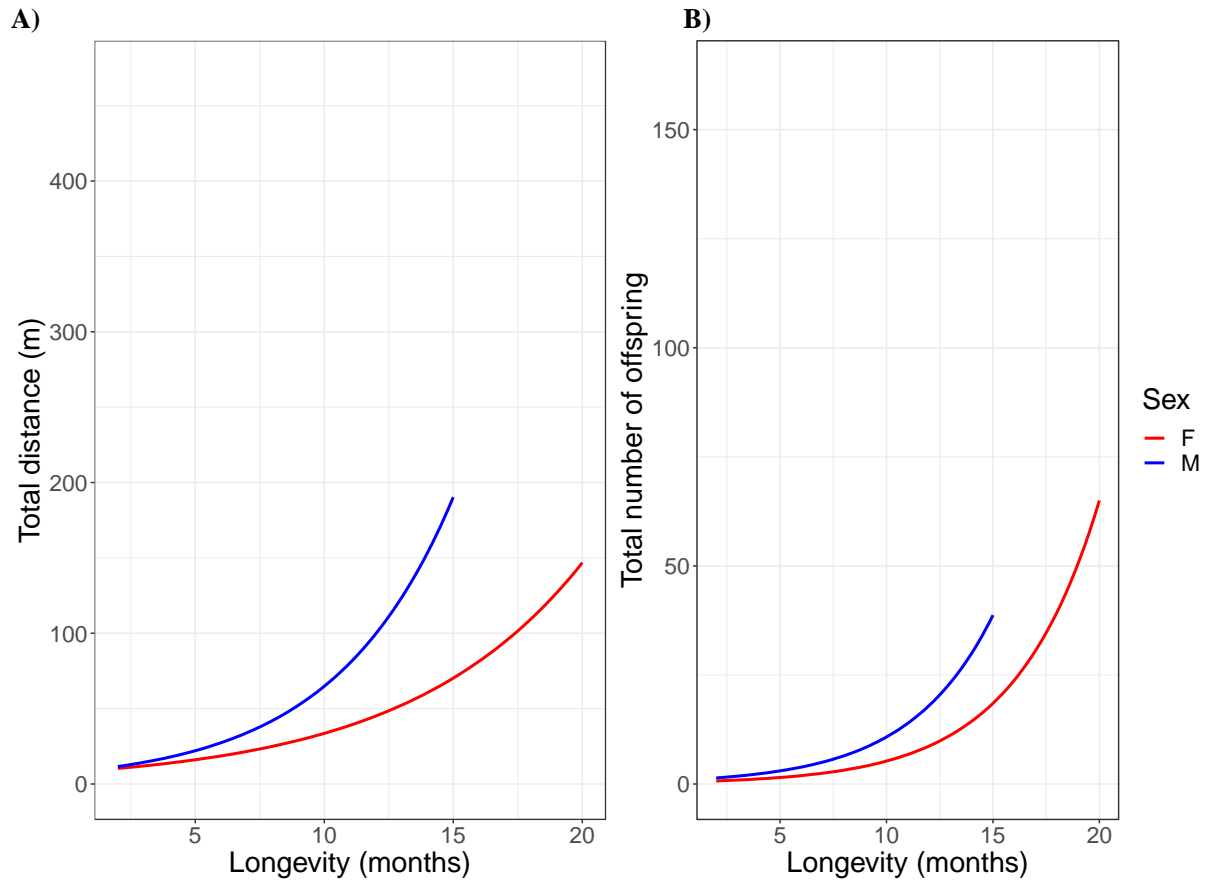 A)
Total distance (m)
400
300
200
100
0
5 10 15 20
Longevity (months)
B)
Total number of offspring
150
100
50
0
5 10 15 20
Longevity (months)
Sex
F
M